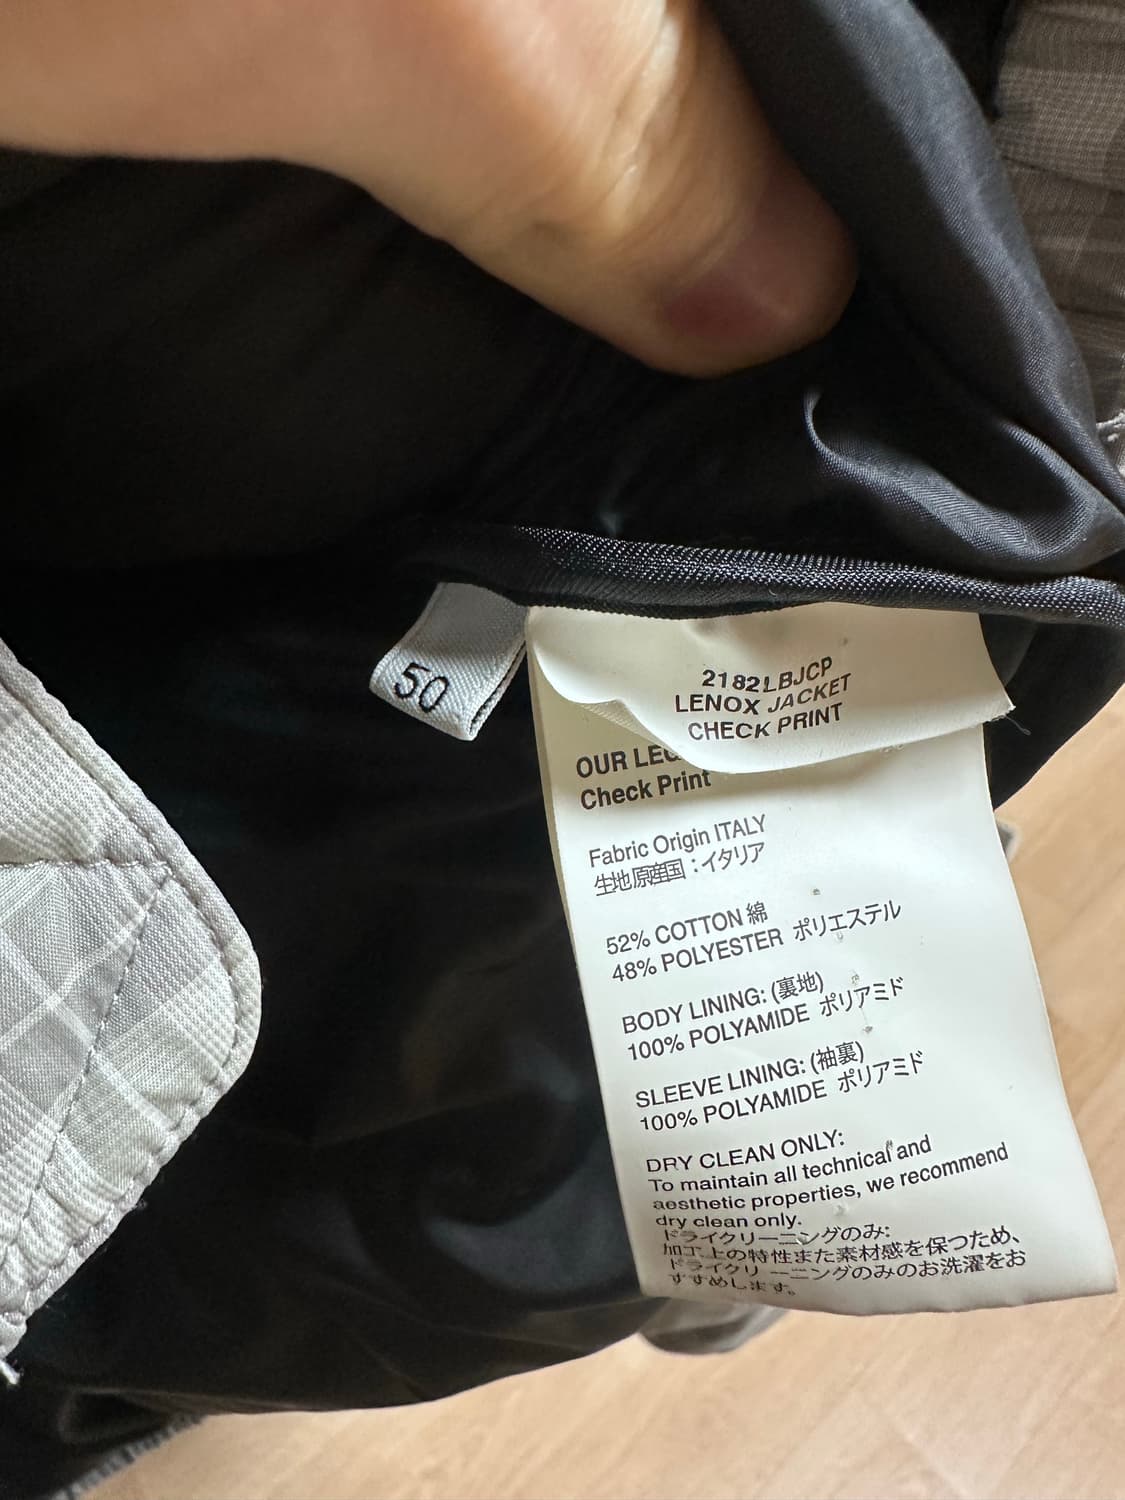 50
2182LBJCP
LENOX JACKET
CHECK PRINT
OUR
Check Print
Fabric Origin ITALY
生地原産国:イタリア
52% COTTON 綿
48% POLYESTER ポリエステル
BODY LINING: (裏地)
100% POLYAMIDE ポリアミド
SLEEVE LINING: (袖裏)
100% POLYAMIDE ポリアミド
DRY CLEAN ONLY:
To maintain all technical and
aesthetic properties, we recommend
dry clean only.
ドライクリーニングのみ:
加工上の特性また素材感を保つため、
ドライクリーニングのみのお洗濯をお
すすめします。